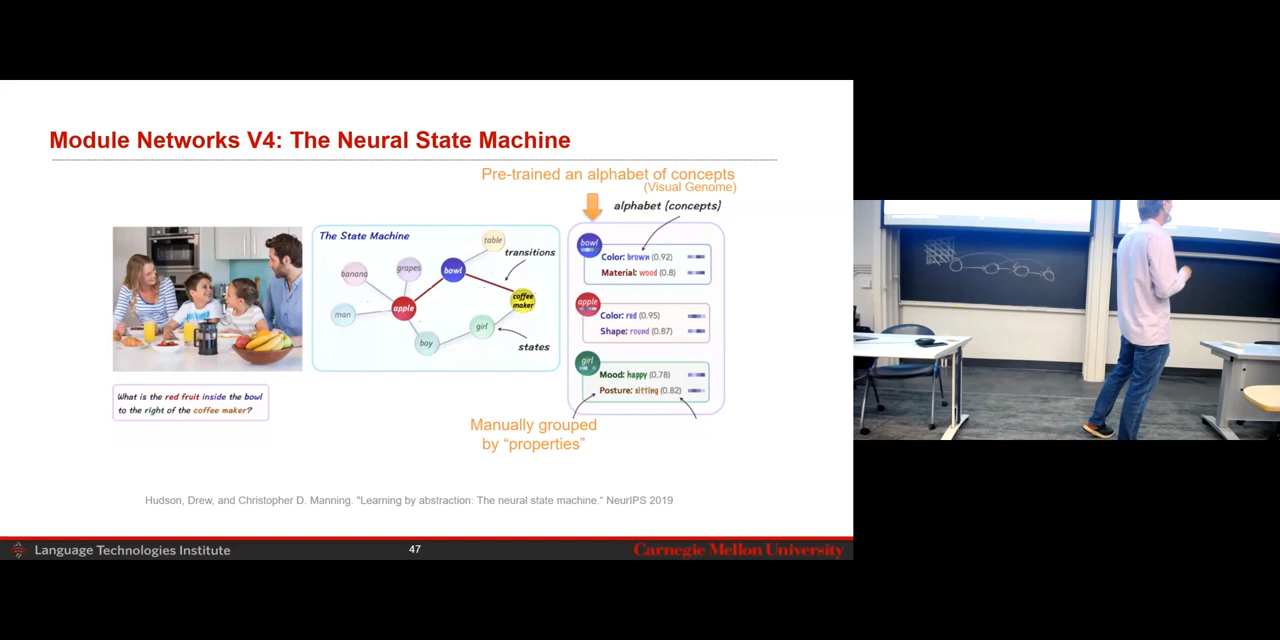 Module Networks V4: The Neural State Machine
Pre-trained an alphabet of concepts
(Visual Genome)
alphabet (concepts)
The State Machine
table
transitions
banana
grapes
bowl
apple
coffee
maker
man
girl
boy
states
bowl
Color: brown (0.92)
Material: wood (0.8)
apple
Color: red (0.95)
Shape: round (0.87)
girl
Mood: happy (0.78)
Posture: sitting (0.82)
What is the red fruit inside the bowl
to the right of the coffee maker?
Manually grouped
by “properties”
Hudson, Drew, and Christopher D. Manning. "Learning by abstraction: The neural state machine.” NeurIPS 2019
Language Technologies Institute
47
Carnegie Mellon University